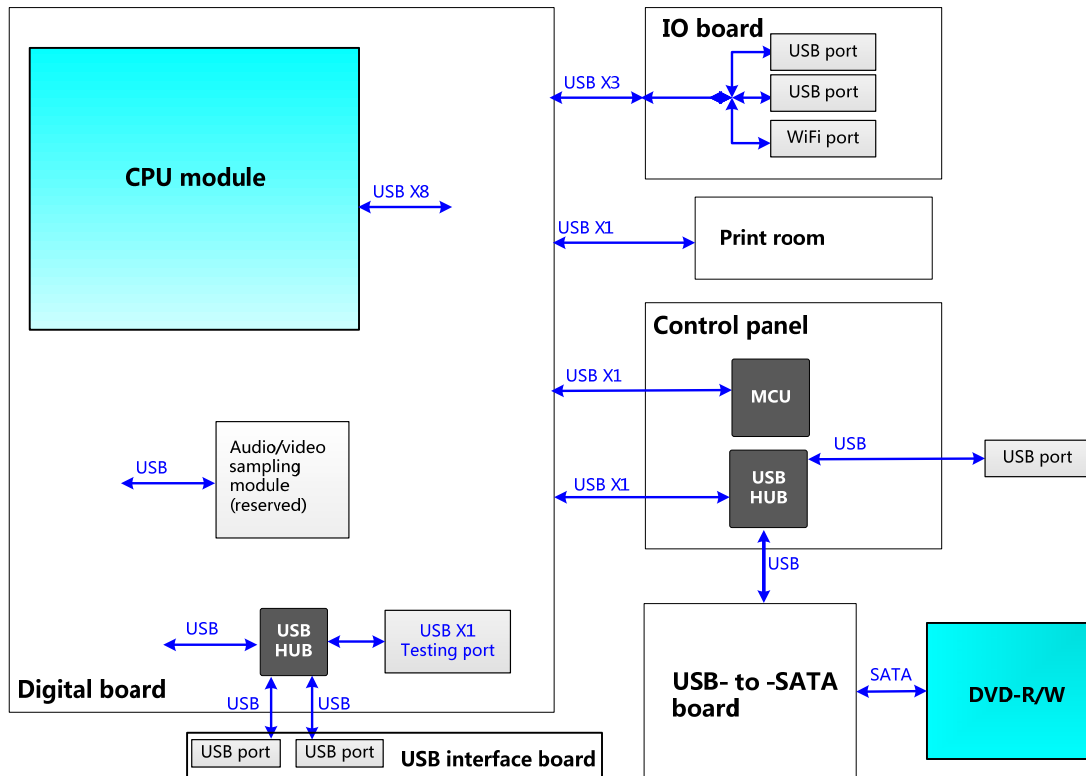 IO board
USB port
USB X3
USB port
WiFi port
CPU module
USB X8
USB X1
Print room
Control panel
USB X1
MCU
USB
USB port
USB
HUB
USB X1
Audio/video
sampling
module
(reserved)
USB
USB
USB
USB
HUB
USB X1
Testing port
Digital board
USB
USB
USB port
USB port
USB interface board
USB- to -SATA
board
SATA
DVD-R/W